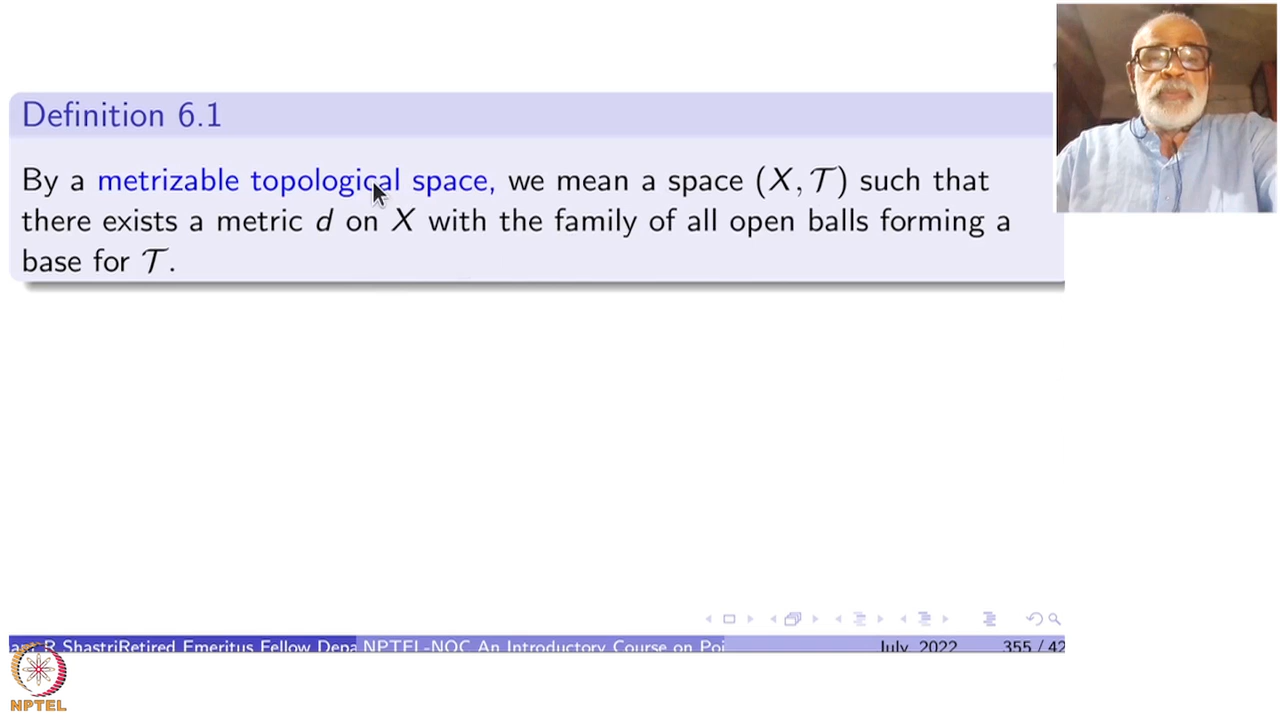 Definition 6.1
By a metrizable topological space, we mean a space (X, 𝒯) such that
there exists a metric d on X with the family of all open balls forming a
base for 𝒯.
R ShastriRetired Emeritus Fellow Depa NPTEL-NOC An Introductory Course on Poi July, 2022 355 / 42
NPTEL